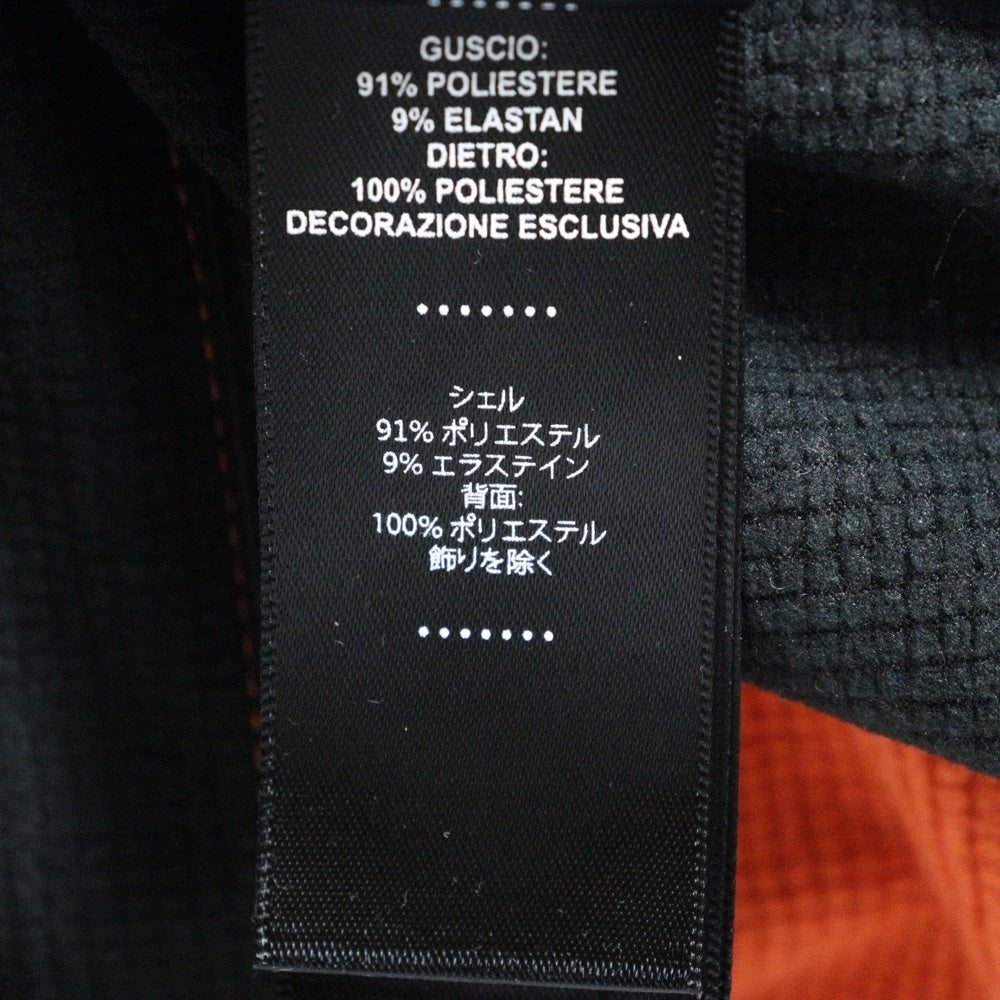 GUSCIO:
91% POLIESTERE
9% ELASTAN
DIETRO:
100% POLIESTERE
DECORAZIONE ESCLUSIVA
シェル
91% ポリエステル
9% エラステイン
背面:
100% ポリエステル
飾りを除く